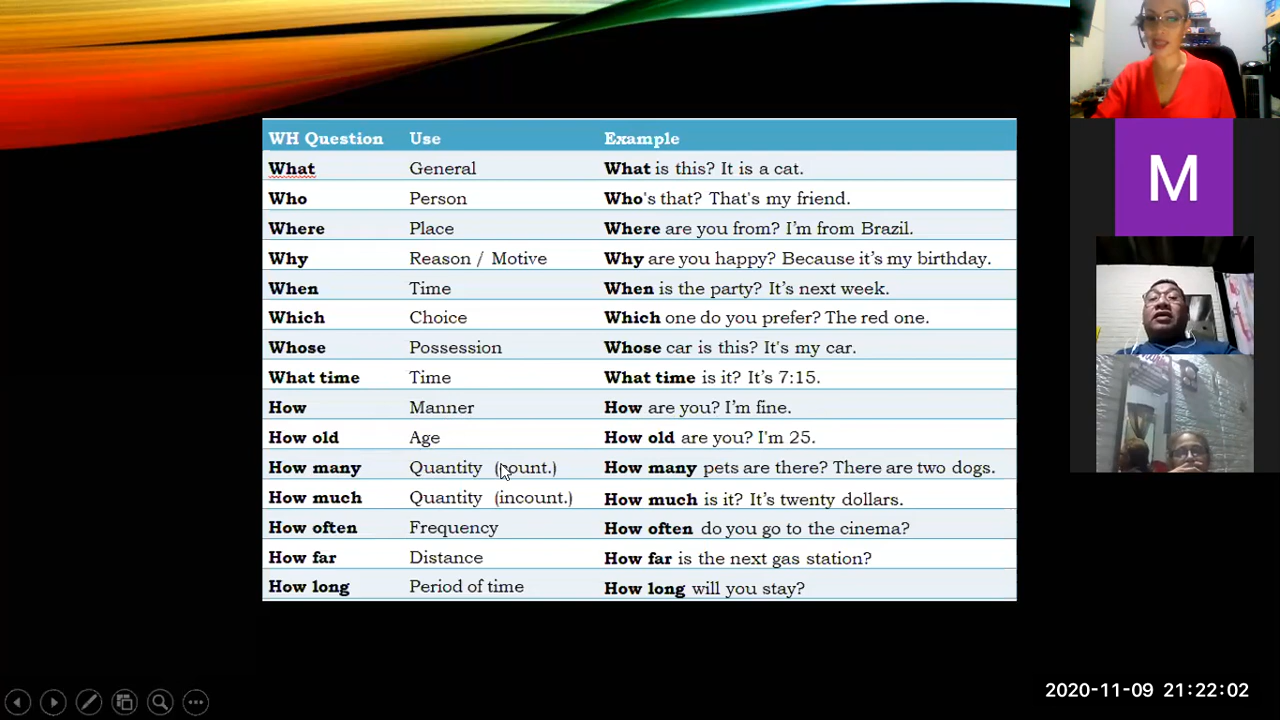 WH Question Use Example
What General What is this? It is a cat.
Who Person Who's that? That's my friend.
Where Place Where are you from? I'm from Brazil.
Why Reason / Motive Why are you happy? Because it's my birthday.
When Time When is the party? It's next week.
Which Choice Which one do you prefer? The red one.
Whose Possession Whose car is this? It's my car.
What time Time What time is it? It's 7:15.
How Manner How are you? I'm fine.
How old Age How old are you? I'm 25.
How many Quantity (count.) How many pets are there? There are two dogs.
How much Quantity (incount.) How much is it? It's twenty dollars.
How often Frequency How often do you go to the cinema?
How far Distance How far is the next gas station?
How long Period of time How long will you stay?
M
2020-11-09 21:22:02